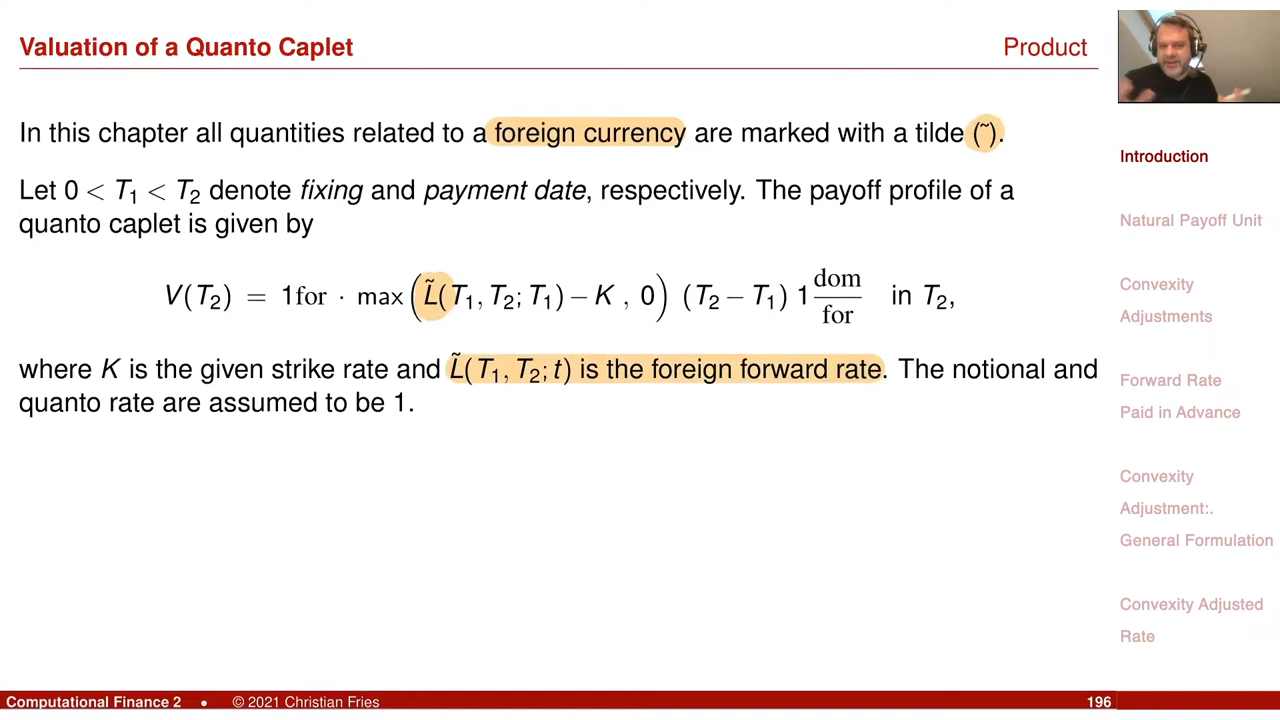 Valuation of a Quanto Caplet
Product
In this chapter all quantities related to a foreign currency are marked with a tilde (˜).
Let 0 < T₁ < T₂ denote fixing and payment date, respectively. The payoff profile of a
quanto caplet is given by
V(T₂) = 1for · max(L̃(T₁, T₂; T₁) − K , 0) (T₂ − T₁) 1 dom/for in T₂,
where K is the given strike rate and L̃(T₁, T₂; t) is the foreign forward rate. The notional and
quanto rate are assumed to be 1.
Introduction
Natural Payoff Unit
Convexity
Adjustments
Forward Rate
Paid in Advance
Convexity
Adjustment:.
General Formulation
Convexity Adjusted
Rate
Computational Finance 2 • © 2021 Christian Fries
196